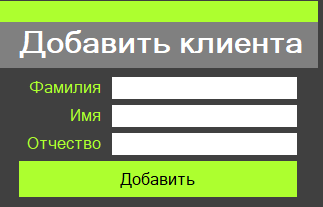 Добавить клиента
Фамилия
Имя
Отчество
Добавить